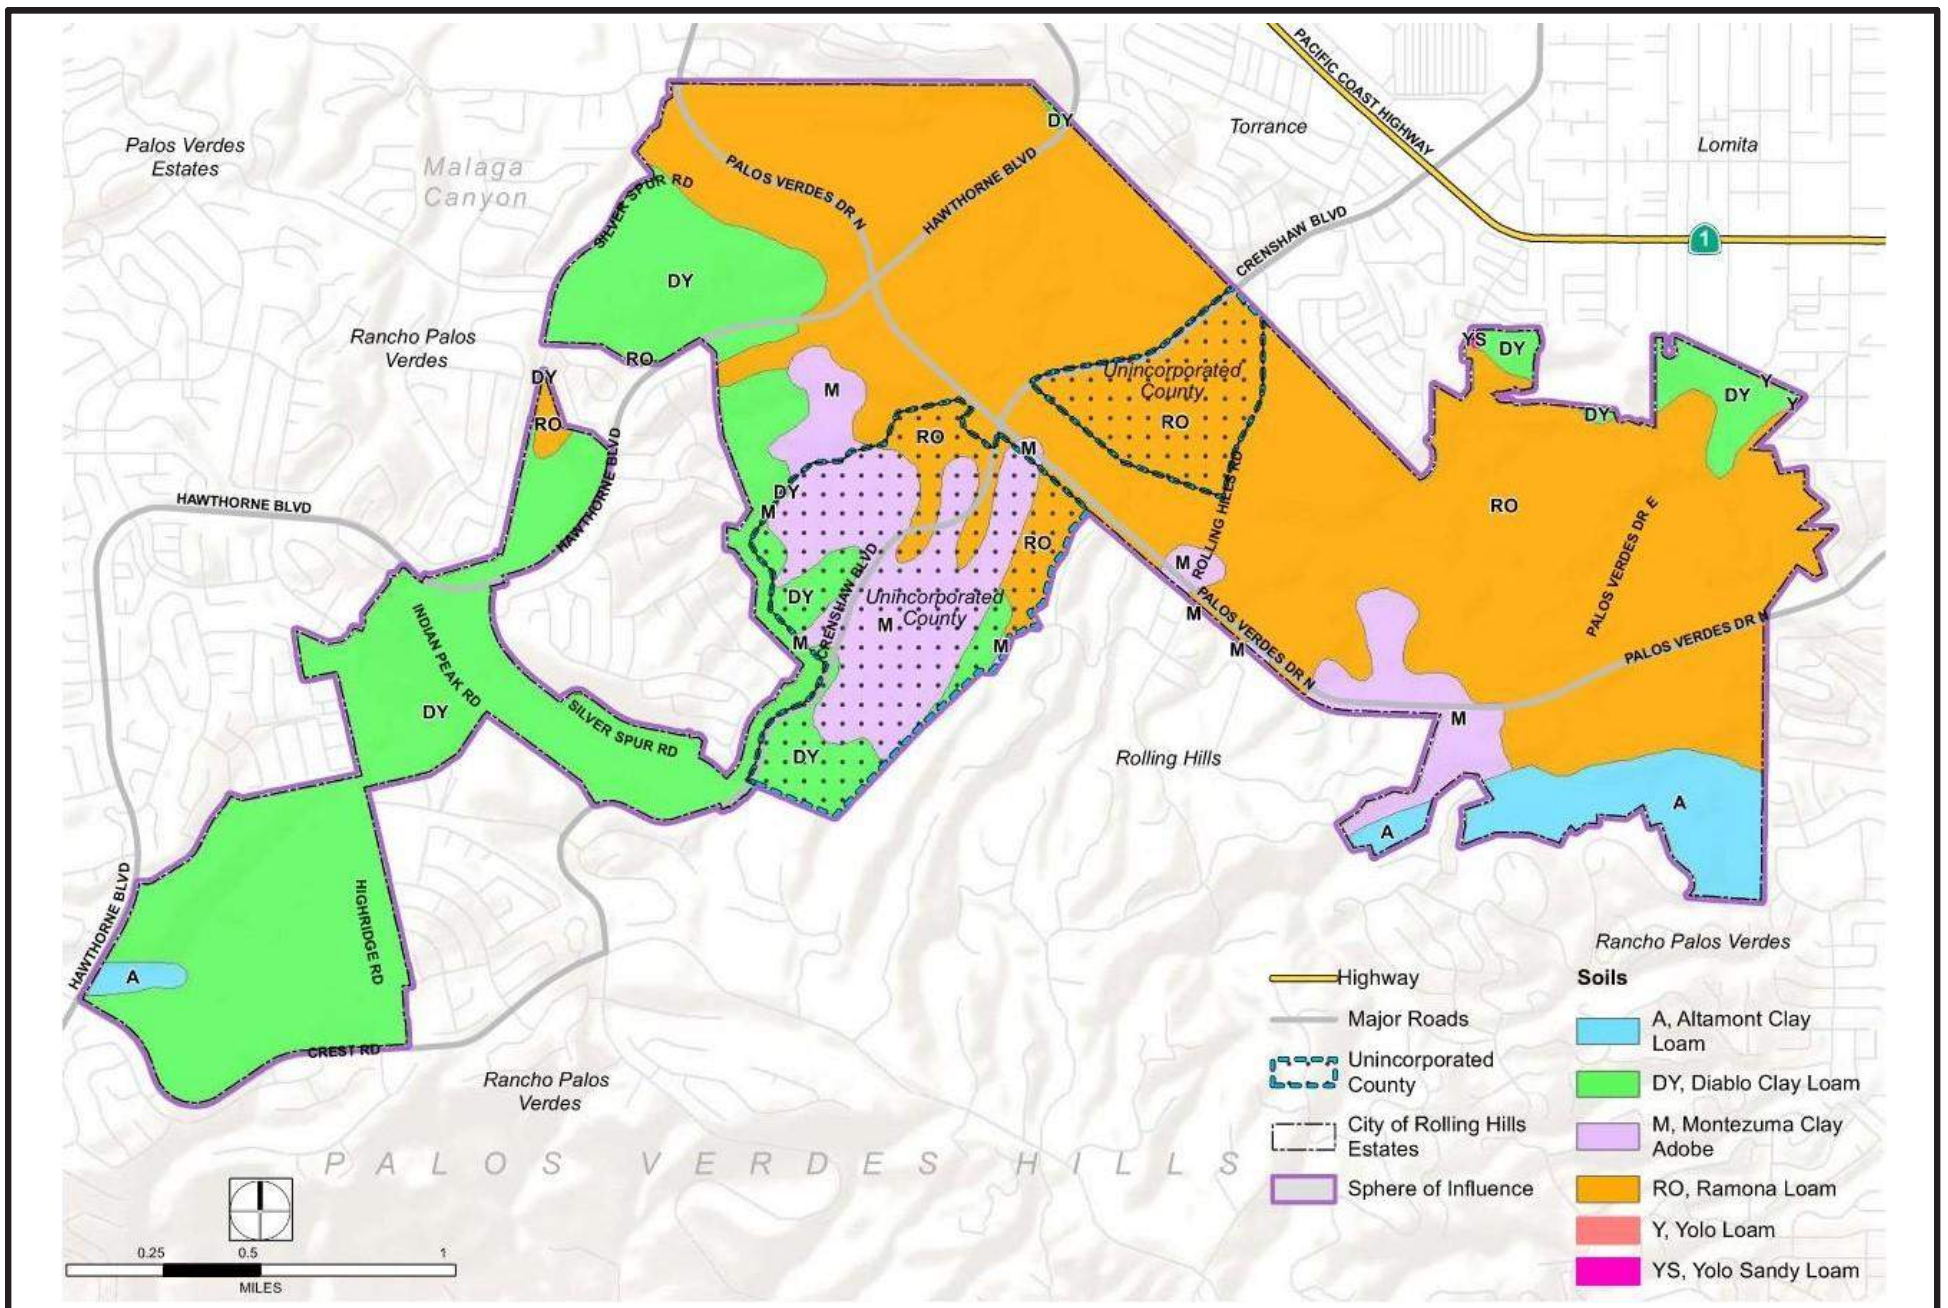 PACIFIC COAST HIGHWAY
Palos Verdes
Estates
Malaga
Canyon
DY
Torrance
Lomita
PALOS VERDES DR N
HAWTHORNE BLVD
SILVER SPUR RD
CRENSHAW BLVD
1
DY
Rancho Palos
Verdes
RO
DY
RO
M
Unincorporated
County
RO
YS
DY
DY
DY
Y
Y
RO
M
HAWTHORNE BLVD
HAWTHORNE BLVD
DY
M
RO
ROLLING HILLS RD
RO
PALOS VERDES DR E
M
DY
CRENSHAW BLVD
Unincorporated
County
M
M
M
M
M
PALOS VERDES DR N
PALOS VERDES DR N
INDIAN PEAK RD
DY
SILVER SPUR RD
DY
M
Rolling Hills
A
A
HAWTHORNE BLVD
HIGHRIDGE RD
A
CREST RD
Rancho Palos
Verdes
Rancho Palos Verdes
PALOS VERDES HILLS
Highway
Major Roads
Unincorporated
County
City of Rolling Hills
Estates
Sphere of Influence
Soils
A, Altamont Clay
Loam
DY, Diablo Clay Loam
M, Montezuma Clay
Adobe
RO, Ramona Loam
Y, Yolo Loam
YS, Yolo Sandy Loam
0.25 0.5 1
MILES